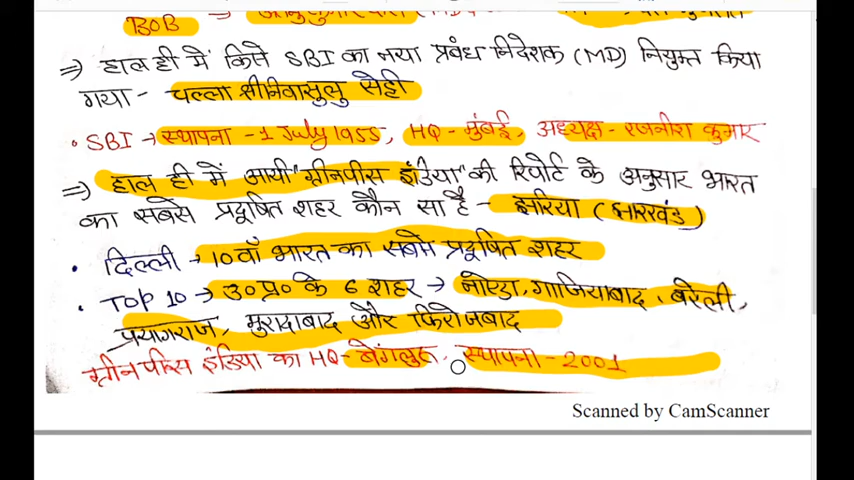 BOB →
⇒ हाल ही में किसे SBI का नया प्रबंध निदेशक (MD) नियुक्त किया
गया - चल्ला श्रीनिवासुलु सेट्टी
• SBI → स्थापना - 1 July 1955, HQ - मुंबई, अध्यक्ष - रजनीश कुमार
⇒ हाल ही में आयी "ग्रीनपीस इंडिया" की रिपोर्ट के अनुसार भारत
का सबसे प्रदूषित शहर कौन सा है - झरिया (झारखंड)
• दिल्ली → 10वाँ भारत का सबसे प्रदूषित शहर
• TOP 10 → उ०प्र० के 6 शहर → नोएडा, गाजियाबाद, बरेली,
प्रयागराज, मुरादाबाद और फिरोजबाद
ग्रीनपीस इंडिया का HQ - बेंगलुरु, स्थापना - 2001
Scanned by CamScanner